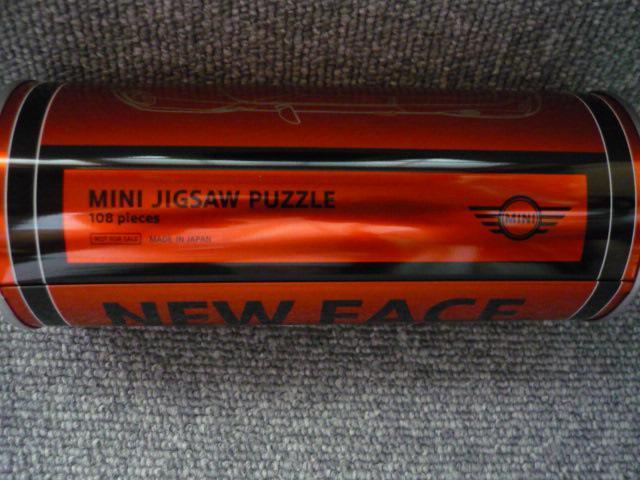 MINI JIGSAW PUZZLE
108 pieces
NOT FOR SALE MADE IN JAPAN
MINI
NEW FACE